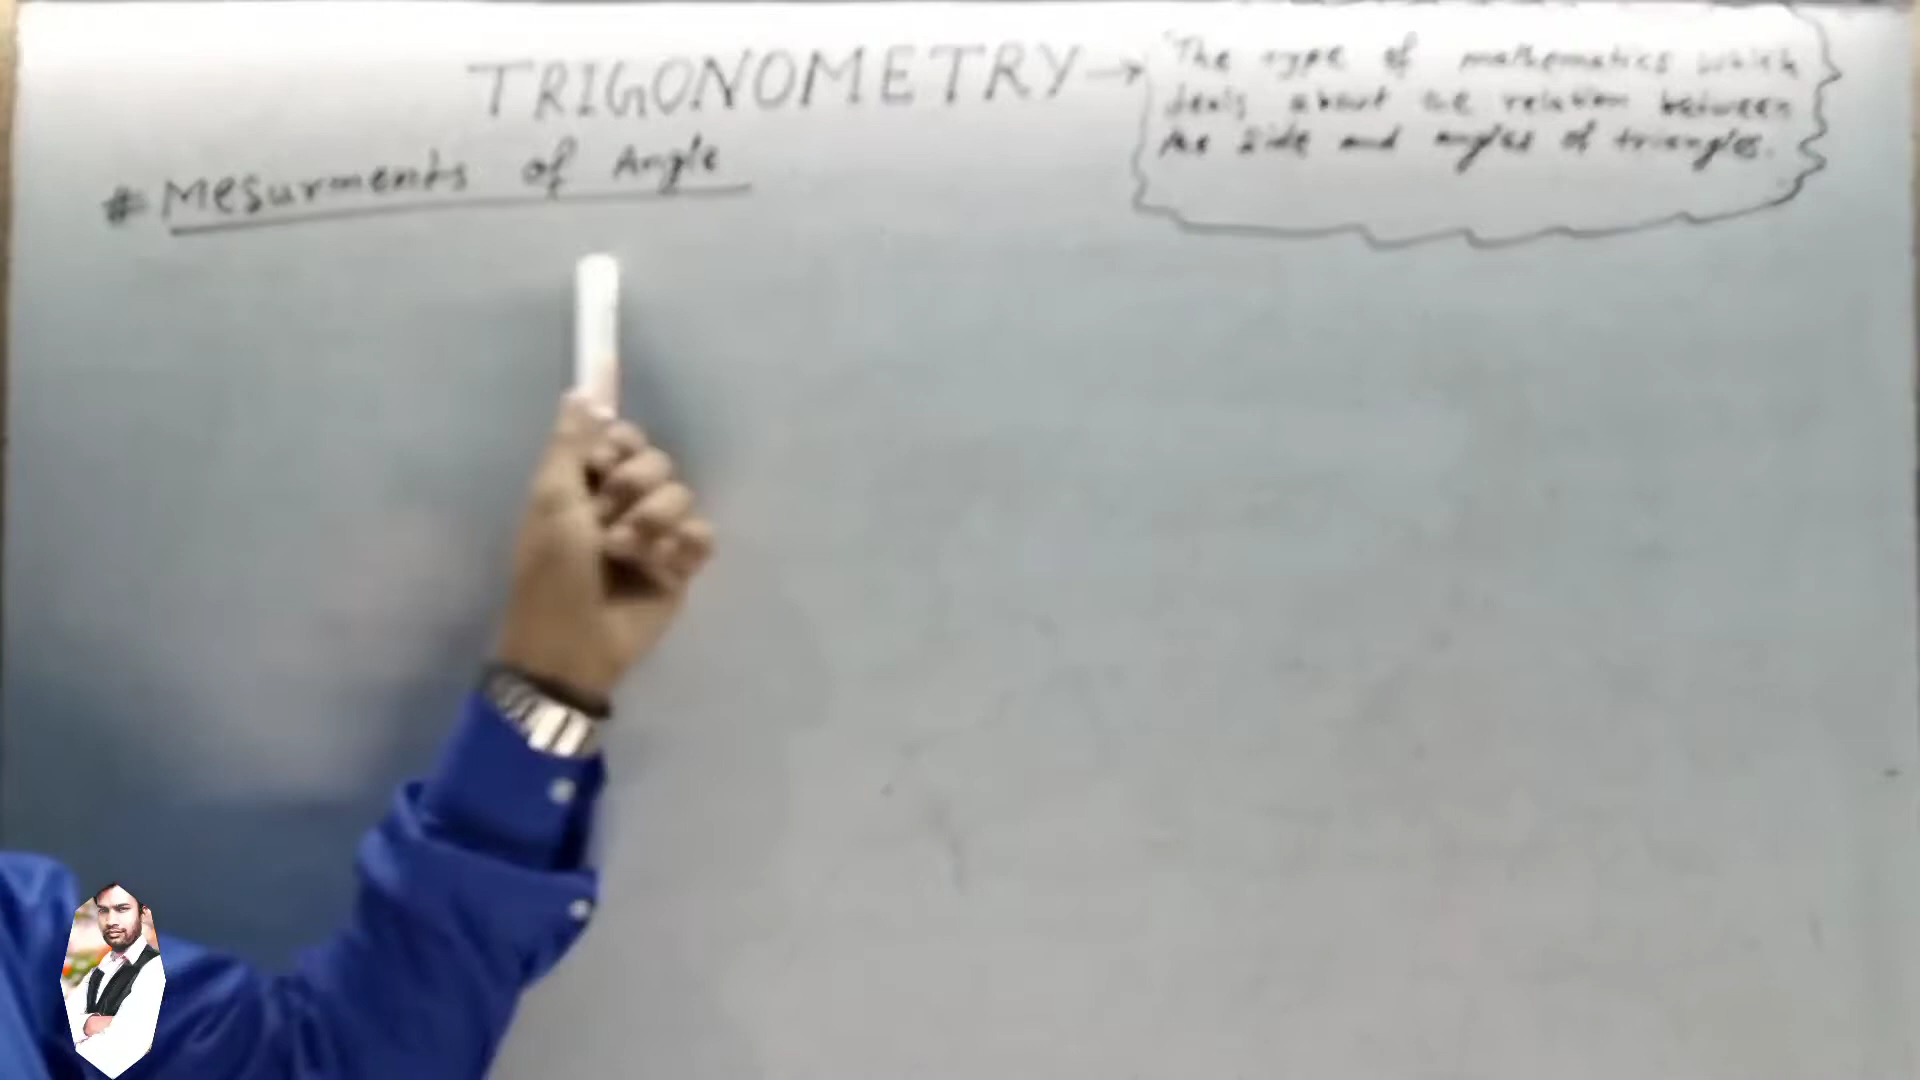 TRIGONOMETRY →
"The type of mathematics which
deals about the relation between
the side and angles of triangles.
# Mesurments of Angle